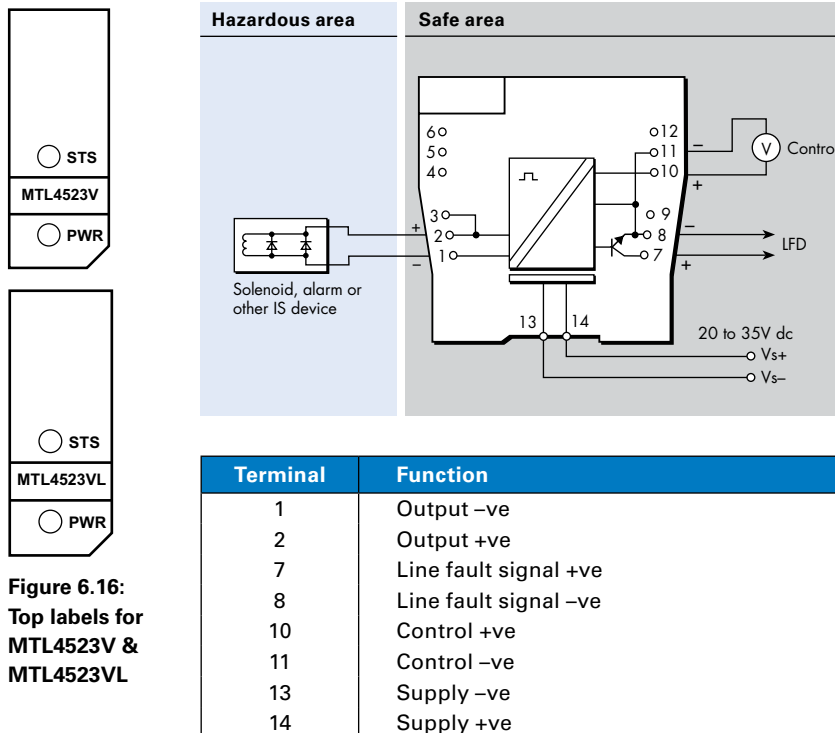 STS
MTL4523V
PWR
STS
MTL4523VL
PWR
Figure 6.16:
Top labels for
MTL4523V &
MTL4523VL
Hazardous area
Safe area
6
5
4
3
2
1
+
–
12
11
10
9
8
7
–
+
–
+
V
Contro
LFD
Solenoid, alarm or
other IS device
13
14
20 to 35V dc
Vs+
Vs–
Terminal Function
1 Output –ve
2 Output +ve
7 Line fault signal +ve
8 Line fault signal –ve
10 Control +ve
11 Control –ve
13 Supply –ve
14 Supply +ve